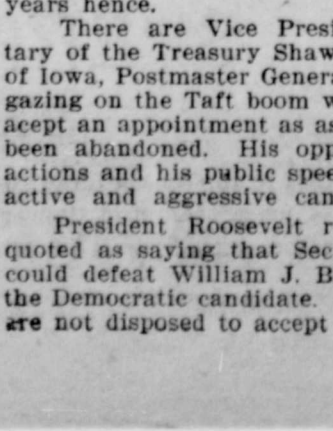 years hence.
There are Vice Presi
tary of the Treasury Shaw
of Iowa, Postmaster Genera
gazing on the Taft boom w
acept an appointment as as
been abandoned. His opp
actions and his public spee
active and aggressive can
President Roosevelt r
quoted as saying that Sec
could defeat William J. B
the Democratic candidate.
are not disposed to accept